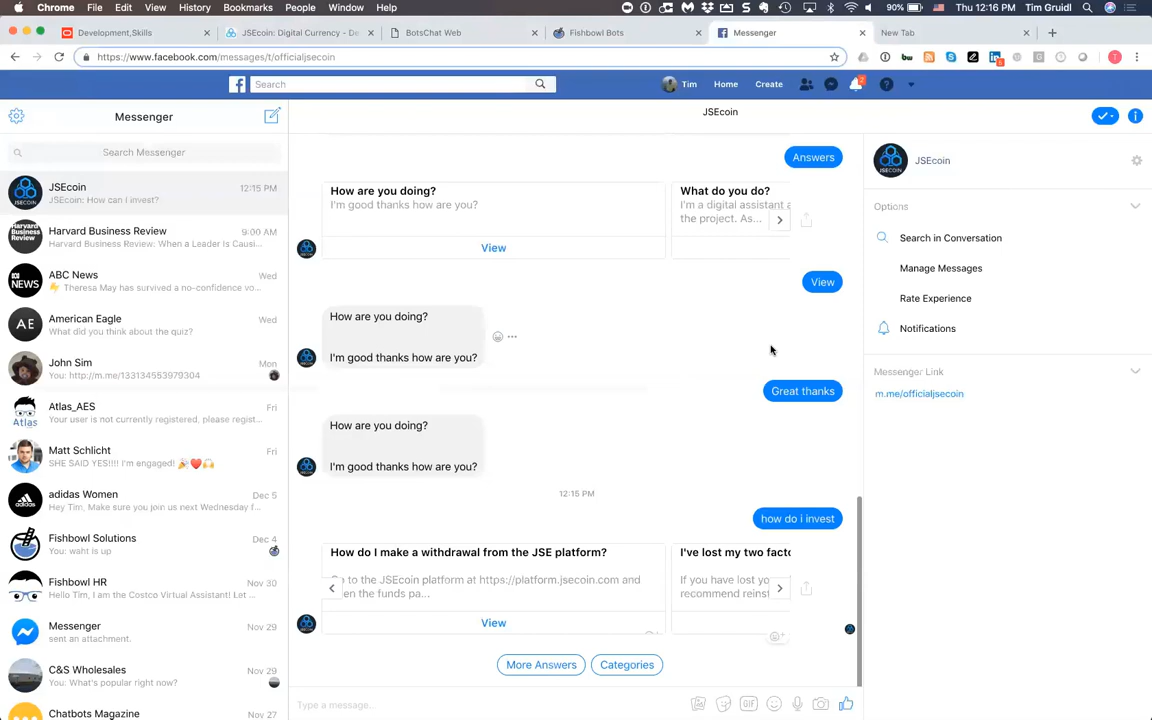 Chrome File Edit View History Bookmarks People Window Help 90% Thu 12:16 PM Tim Gruidl
Development,Skills
JSEcoin: Digital Currency - De
BotsChat Web
Fishbowl Bots
Messenger
New Tab
https://www.facebook.com/messages/t/officialjsecoin
Search
Tim Home Create
2
Messenger
JSEcoin
Search Messenger
JSEcoin 12:15 PM
JSEcoin: How can I invest?
Harvard Business Review 9:00 AM
Harvard Business Review: When a Leader Is Causi...
ABC News Wed
Theresa May has survived a no-confidence vo...
American Eagle Wed
What did you think about the quiz?
John Sim Mon
You: http://m.me/133134553979304
Atlas_AES Fri
Your user is not currently registered, please regist...
Matt Schlicht Fri
SHE SAID YES!!!! I'm engaged!
adidas Women Dec 5
Hey Tim, Make sure you join us next Wednesday f...
Fishbowl Solutions Dec 4
You: waht is up
Fishbowl HR Nov 30
Hello Tim, I am the Costco Virtual Assistant! Let ...
Messenger Nov 29
sent an attachment.
C&S Wholesales Nov 29
You: What's popular right now?
Chatbots Magazine Nov 27
Answers
How are you doing?
I'm good thanks how are you?
View
What do you do?
I'm a digital assistant a
the project. As...
View
How are you doing?
I'm good thanks how are you?
Great thanks
How are you doing?
I'm good thanks how are you?
12:15 PM
how do i invest
How do I make a withdrawal from the JSE platform?
Go to the JSEcoin platform at https://platform.jsecoin.com and
en the funds pa...
View
I've lost my two facto
If you have lost yo
recommend reinst
More Answers
Categories
Type a message...
GIF
JSEcoin
Options
Search in Conversation
Manage Messages
Rate Experience
Notifications
Messenger Link
m.me/officialjsecoin